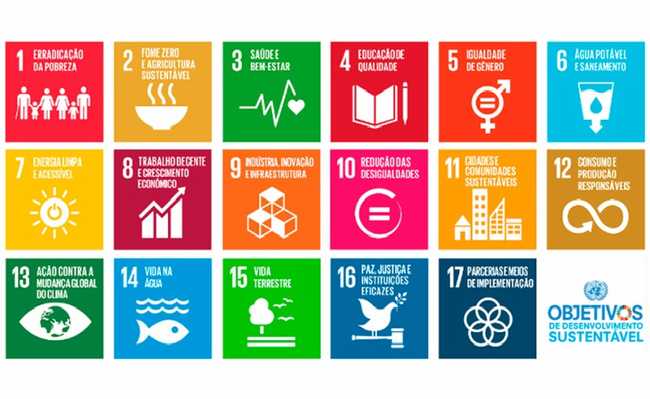 1 ERRADICAÇÃO
DA POBREZA
2 FOME ZERO
E AGRICULTURA
SUSTENTÁVEL
3 SAÚDE E
BEM-ESTAR
4 EDUCAÇÃO DE
QUALIDADE
5 IGUALDADE
DE GÊNERO
6 ÁGUA POTÁVEL
E SANEAMENTO
7 ENERGIA LIMPA
E ACESSÍVEL
8 TRABALHO DECENTE
E CRESCIMENTO
ECONÔMICO
9 INDÚSTRIA, INOVAÇÃO
E INFRAESTRUTURA
10 REDUÇÃO DAS
DESIGUALDADES
11 CIDADES E
COMUNIDADES
SUSTENTÁVEIS
12 CONSUMO E
PRODUÇÃO
RESPONSÁVEIS
13 AÇÃO CONTRA A
MUDANÇA GLOBAL
DO CLIMA
14 VIDA NA
ÁGUA
15 VIDA
TERRESTRE
16 PAZ, JUSTIÇA E
INSTITUIÇÕES
EFICAZES
17 PARCERIAS E MEIOS
DE IMPLEMENTAÇÃO
OBJETIVOS
DE DESENVOLVIMENTO
SUSTENTÁVEL